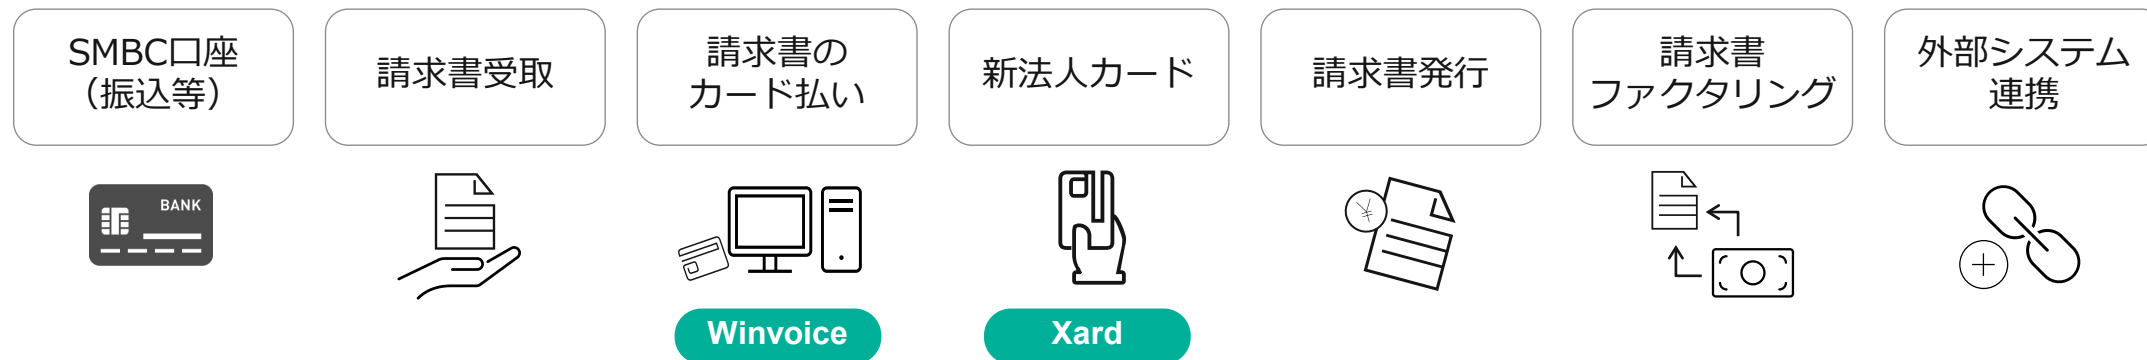 SMBC口座
（振込等）
請求書受取
請求書の
カード払い
新法人カード
請求書発行
請求書
ファクタリング
外部システム
連携
BANK
¥
Winvoice
Xard